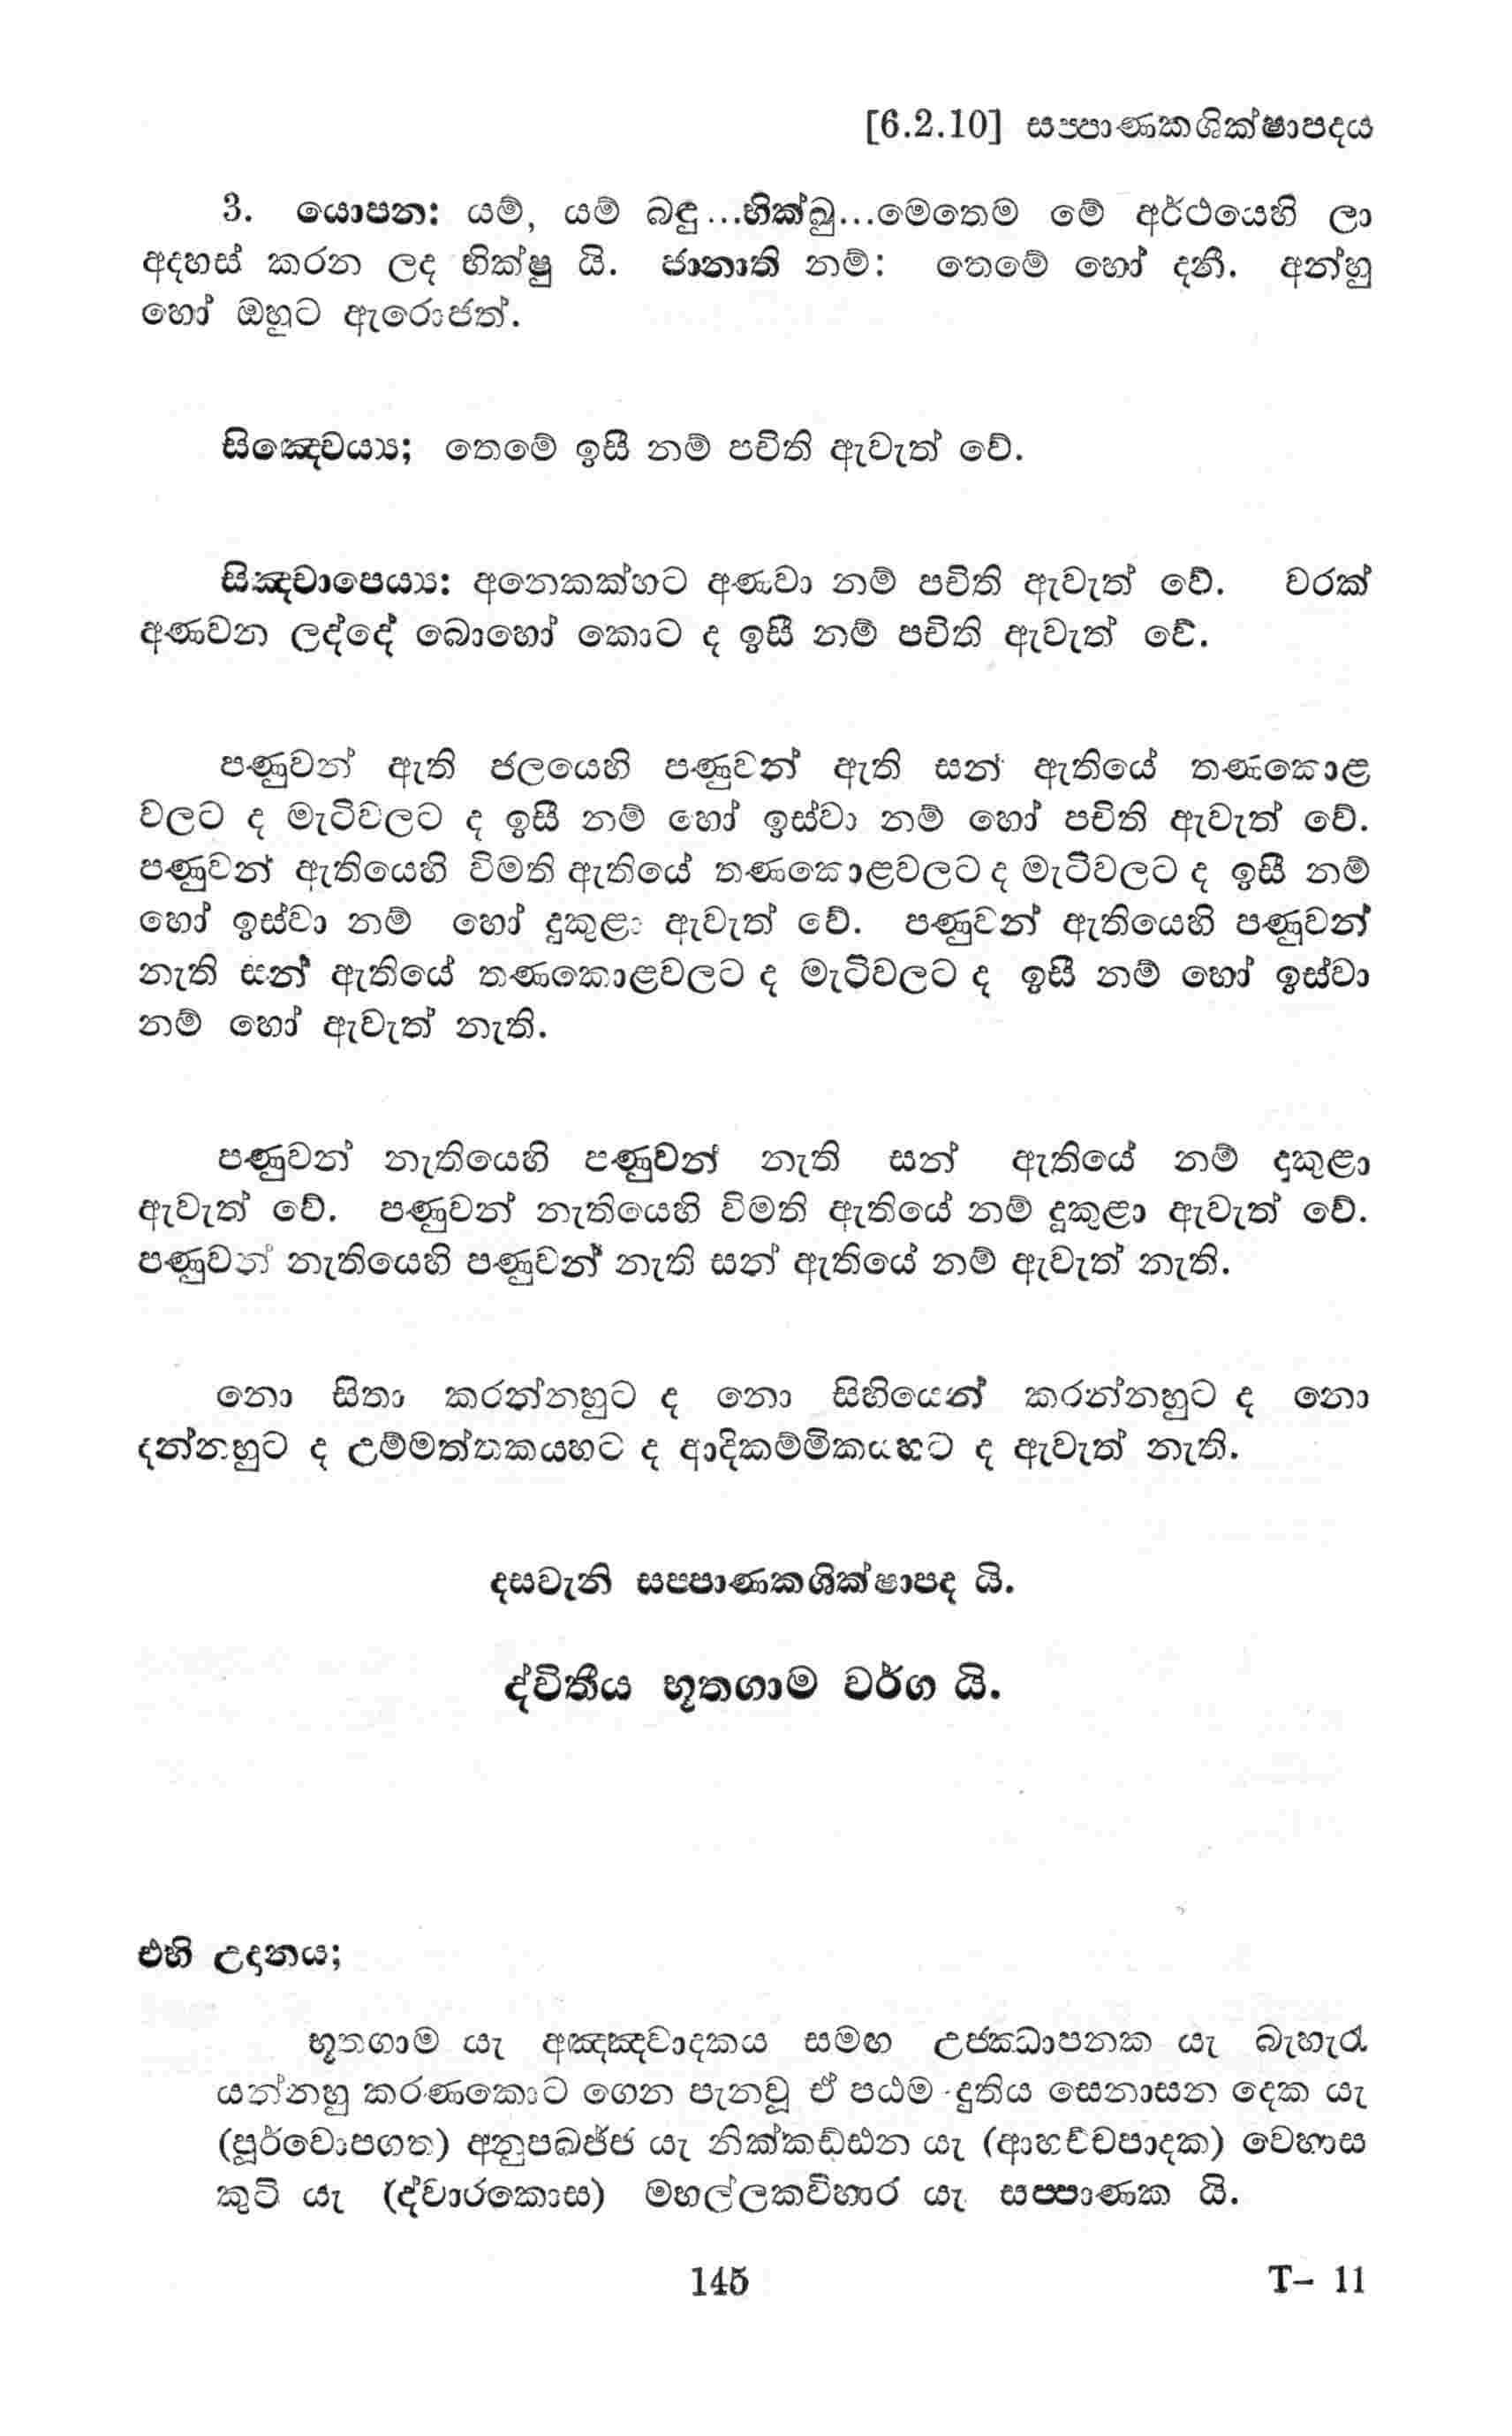 [6.2.10] සප්පාණකශික්ෂාපදය
3. යොපන: යම්, යම් බඳු ...භික්ඛු...මෙතෙම මේ අර්ථයෙහි ලා
අදහස් කරන ලද භික්ෂු යි. ජානාති නම්: තෙමේ හෝ දනී. අන්හු
හෝ ඔහුට ඇරොජත්.
සිඤ්චෙය්‍ය; තෙමේ ඉසී නම් පචිති ඇවැත් වේ.
සිඤ්චාපෙය්‍ය: අනෙකක්හට අණවා නම් පචිති ඇවැත් වේ. වරක්
අණවන ලද්දේ බොහෝ කොට ද ඉසී නම් පචිති ඇවැත් වේ.
පණුවන් ඇති ජලයෙහි පණුවන් ඇති සන් ඇතියේ තණකොළ
වලට ද මැටිවලට ද ඉසී නම් හෝ ඉස්වා නම් හෝ පචිති ඇවැත් වේ.
පණුවන් ඇතියෙහි විමති ඇතියේ තණකොළවලට ද මැටිවලට ද ඉසී නම්
හෝ ඉස්වා නම් හෝ දුකුළා ඇවැත් වේ. පණුවන් ඇතියෙහි පණුවන්
නැති සන් ඇතියේ තණකොළවලට ද මැටිවලට ද ඉසී නම් හෝ ඉස්වා
නම් හෝ ඇවැත් නැති.
පණුවන් නැතියෙහි පණුවන් නැති සන් ඇතියේ නම් දුකුළා
ඇවැත් වේ. පණුවන් නැතියෙහි විමති ඇතියේ නම් දුකුළා ඇවැත් වේ.
පණුවන් නැතියෙහි පණුවන් නැති සන් ඇතියේ නම් ඇවැත් නැති.
නො සිතා කරන්නහුට ද නො සිහියෙන් කරන්නහුට ද නො
දන්නහුට ද උම්මත්තකයහට ද ආදිකම්මිකයහට ද ඇවැත් නැති.
දසවැනි සප්පාණකශික්ෂාපද යි.
ද්විතීය භූතගාම වර්ග යි.
එහි උදානය;
භූතගාම යැ අඤ්ඤවාදකය සමඟ උජ්ඣාපනක යැ බැහැර
යන්නහු කරණකොට ගෙන පැනවූ ඒ පඨම - දුතිය සෙනාසන දෙක යැ
(පූර්වොපගත) අනුපඛජ්ජ යැ නික්කඩ්ඪන යැ (ආහච්චපාදක) වෙහාස
කුටි යැ (ද්වාරකොස) මහල්ලකවිහාර යැ සප්පාණක යි.
145 T– 11